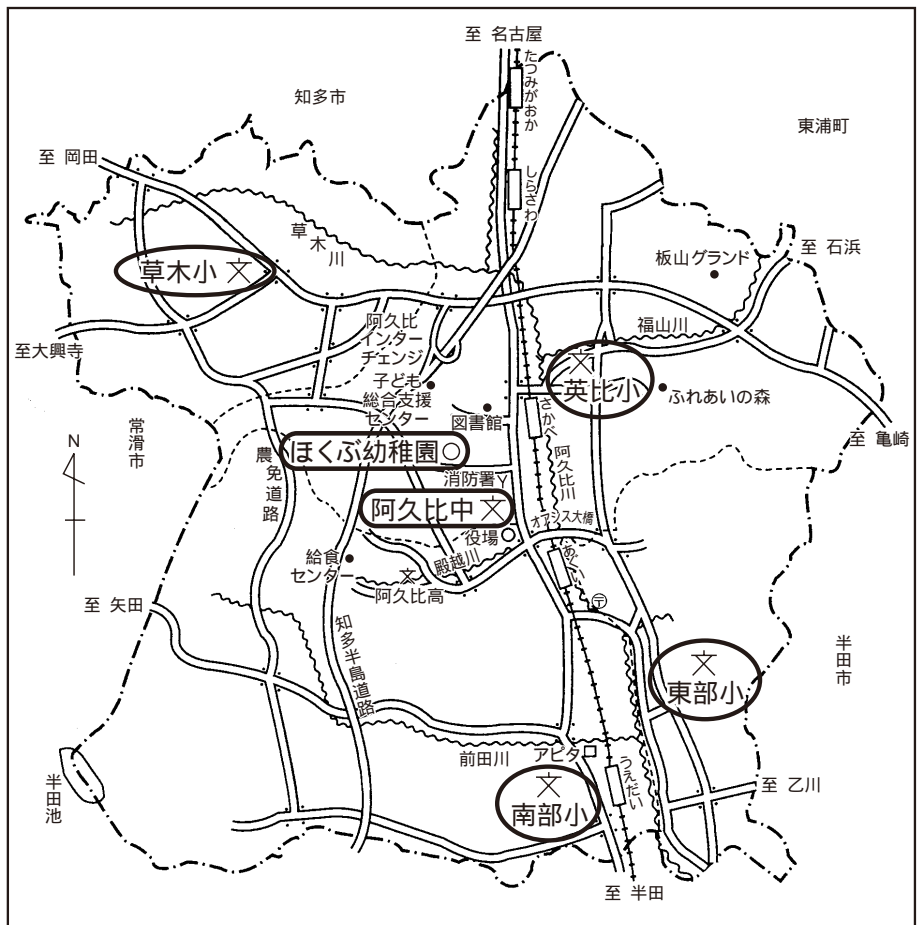 至 名古屋
たつみがおか
知多市
東浦町
至 岡田
しらさわ
草木川
至 石浜
板山グランド
草木小
福山川
阿久比
インター
チェンジ
至大興寺
子ども
総合支援
センター
英比小
ふれあいの森
図書館
さかべ
至 亀崎
N
常滑市
農免道路
ほくぶ幼稚園
阿久比川
消防署
阿久比中
オアシス大橋
役場
殿越川
あぐい
給食
センター
阿久比高
〒
至 矢田
知多半島道路
半田市
東部小
前田川
アピタ
うえだい
半田池
南部小
至 乙川
至 半田